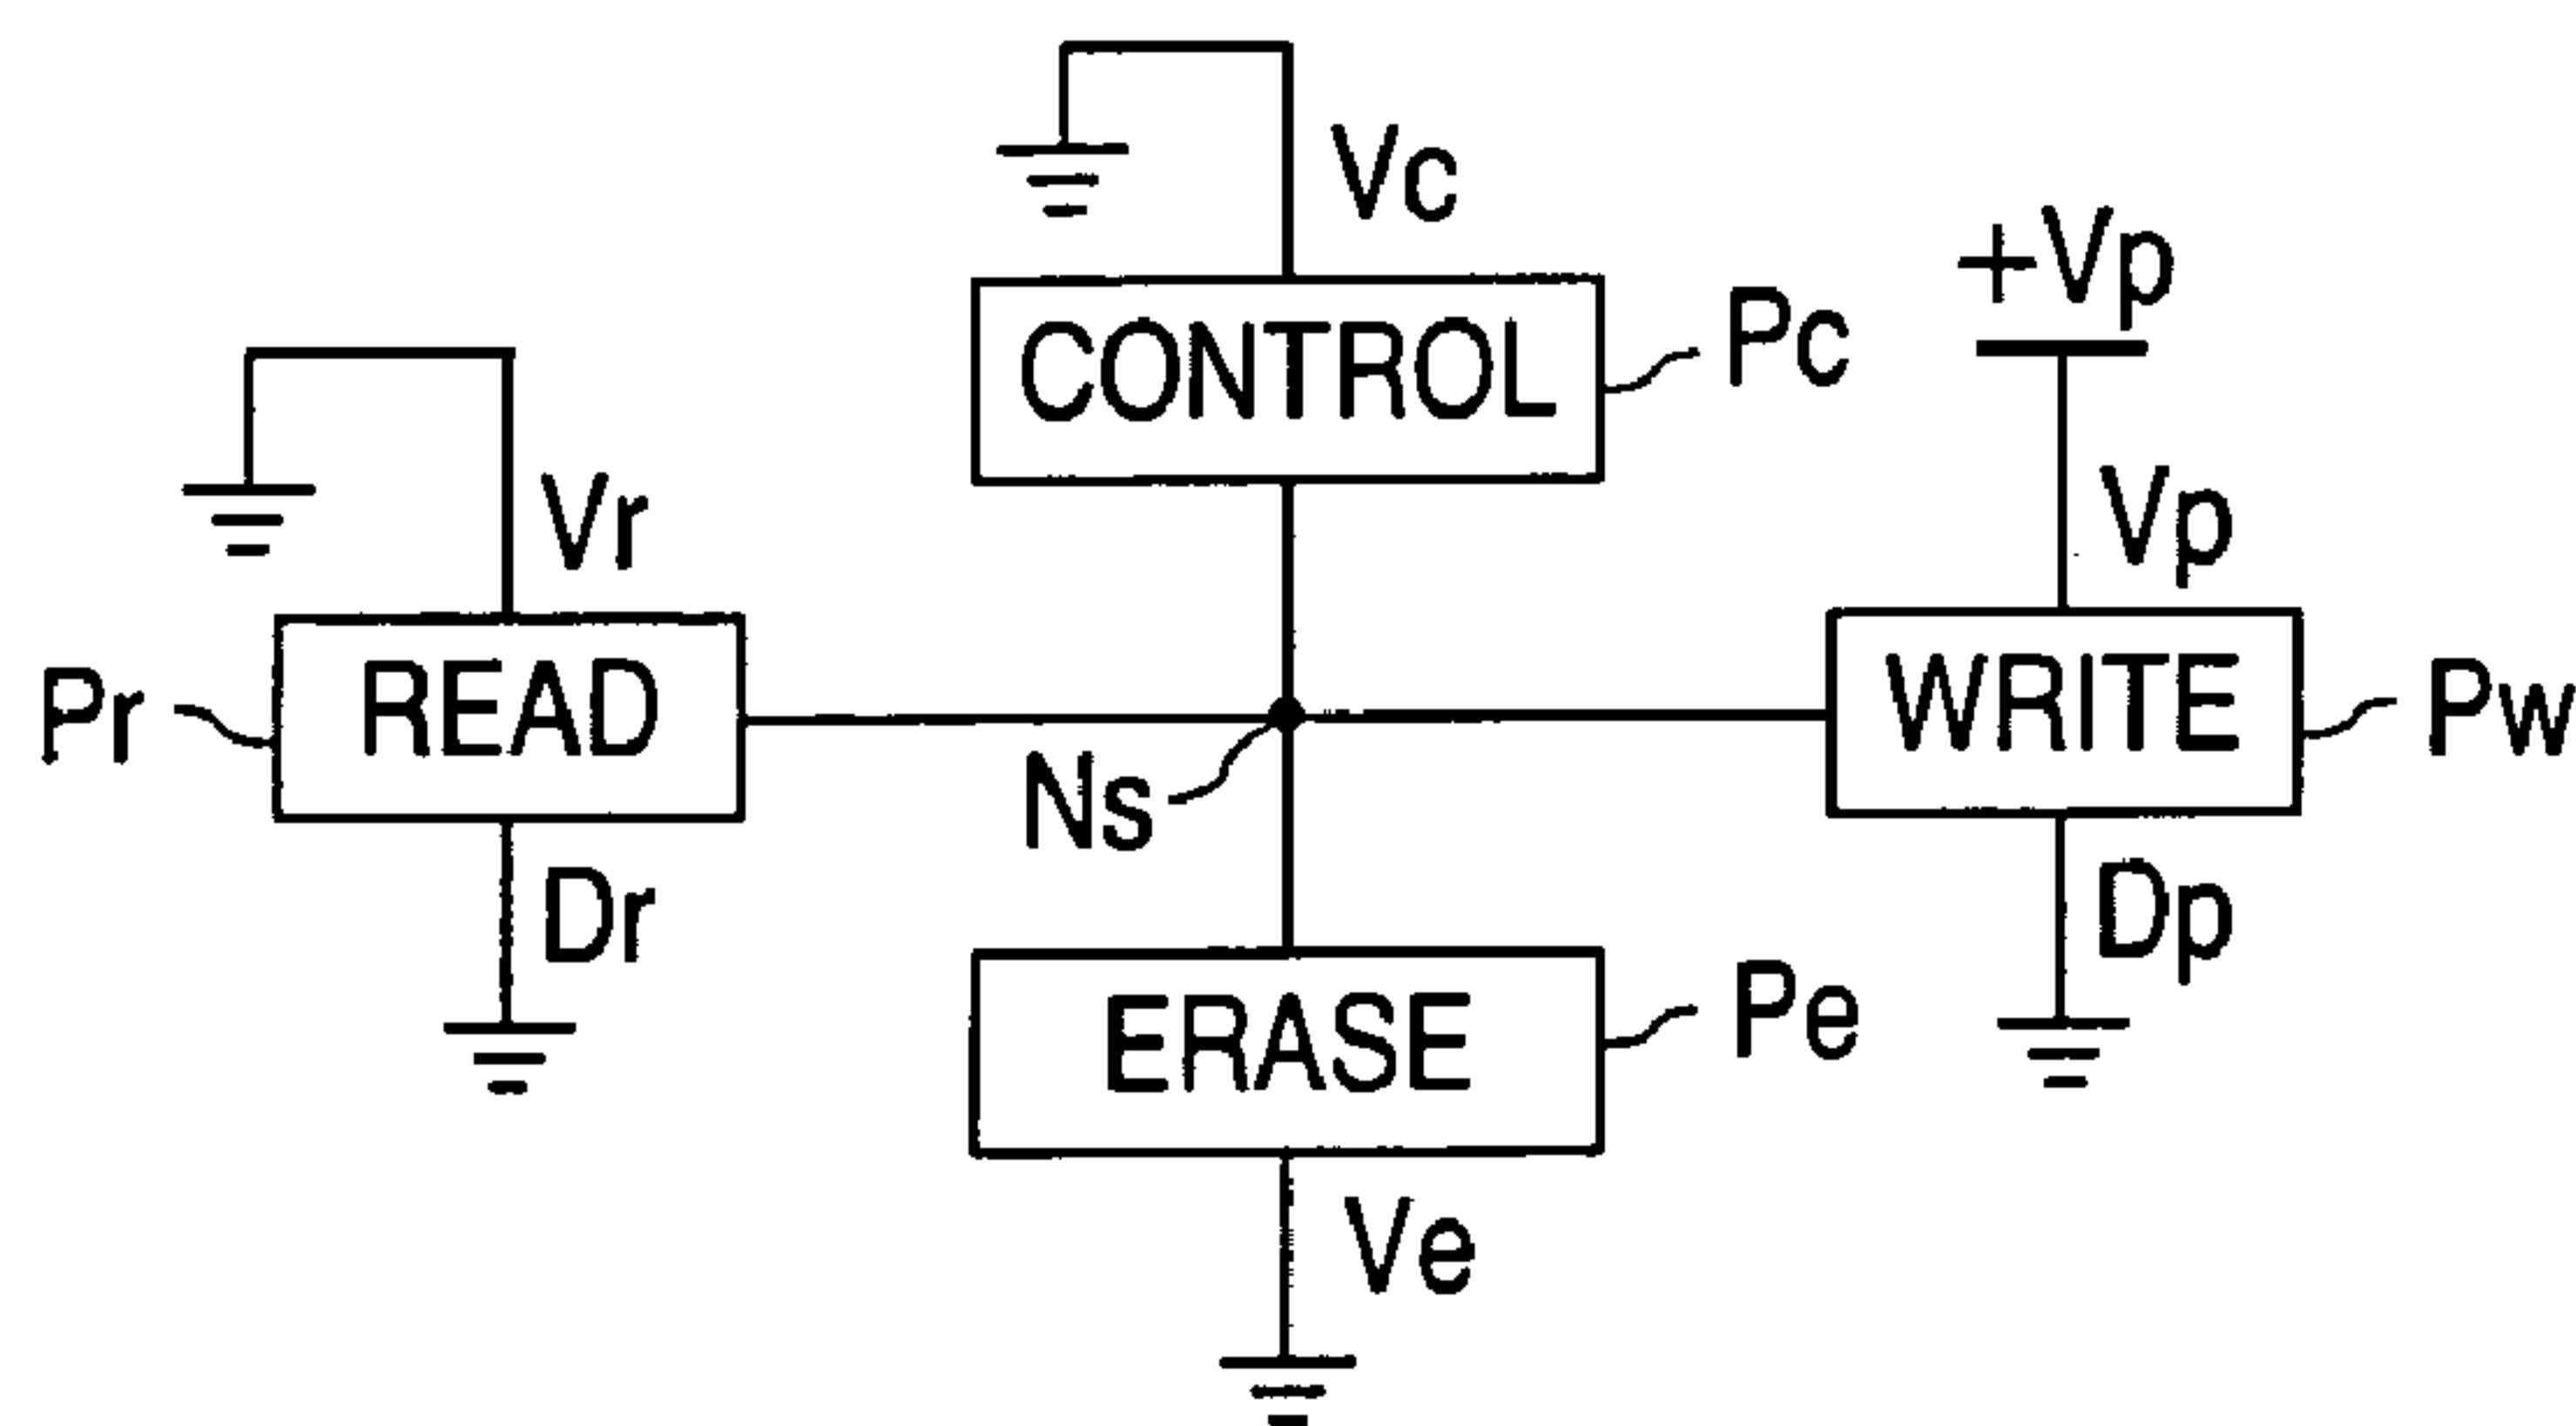 Vc
+Vp
CONTROL
Pc
Vr
Vp
Pr
READ
WRITE
Pw
Ns
Dr
Dp
ERASE
Pe
Ve